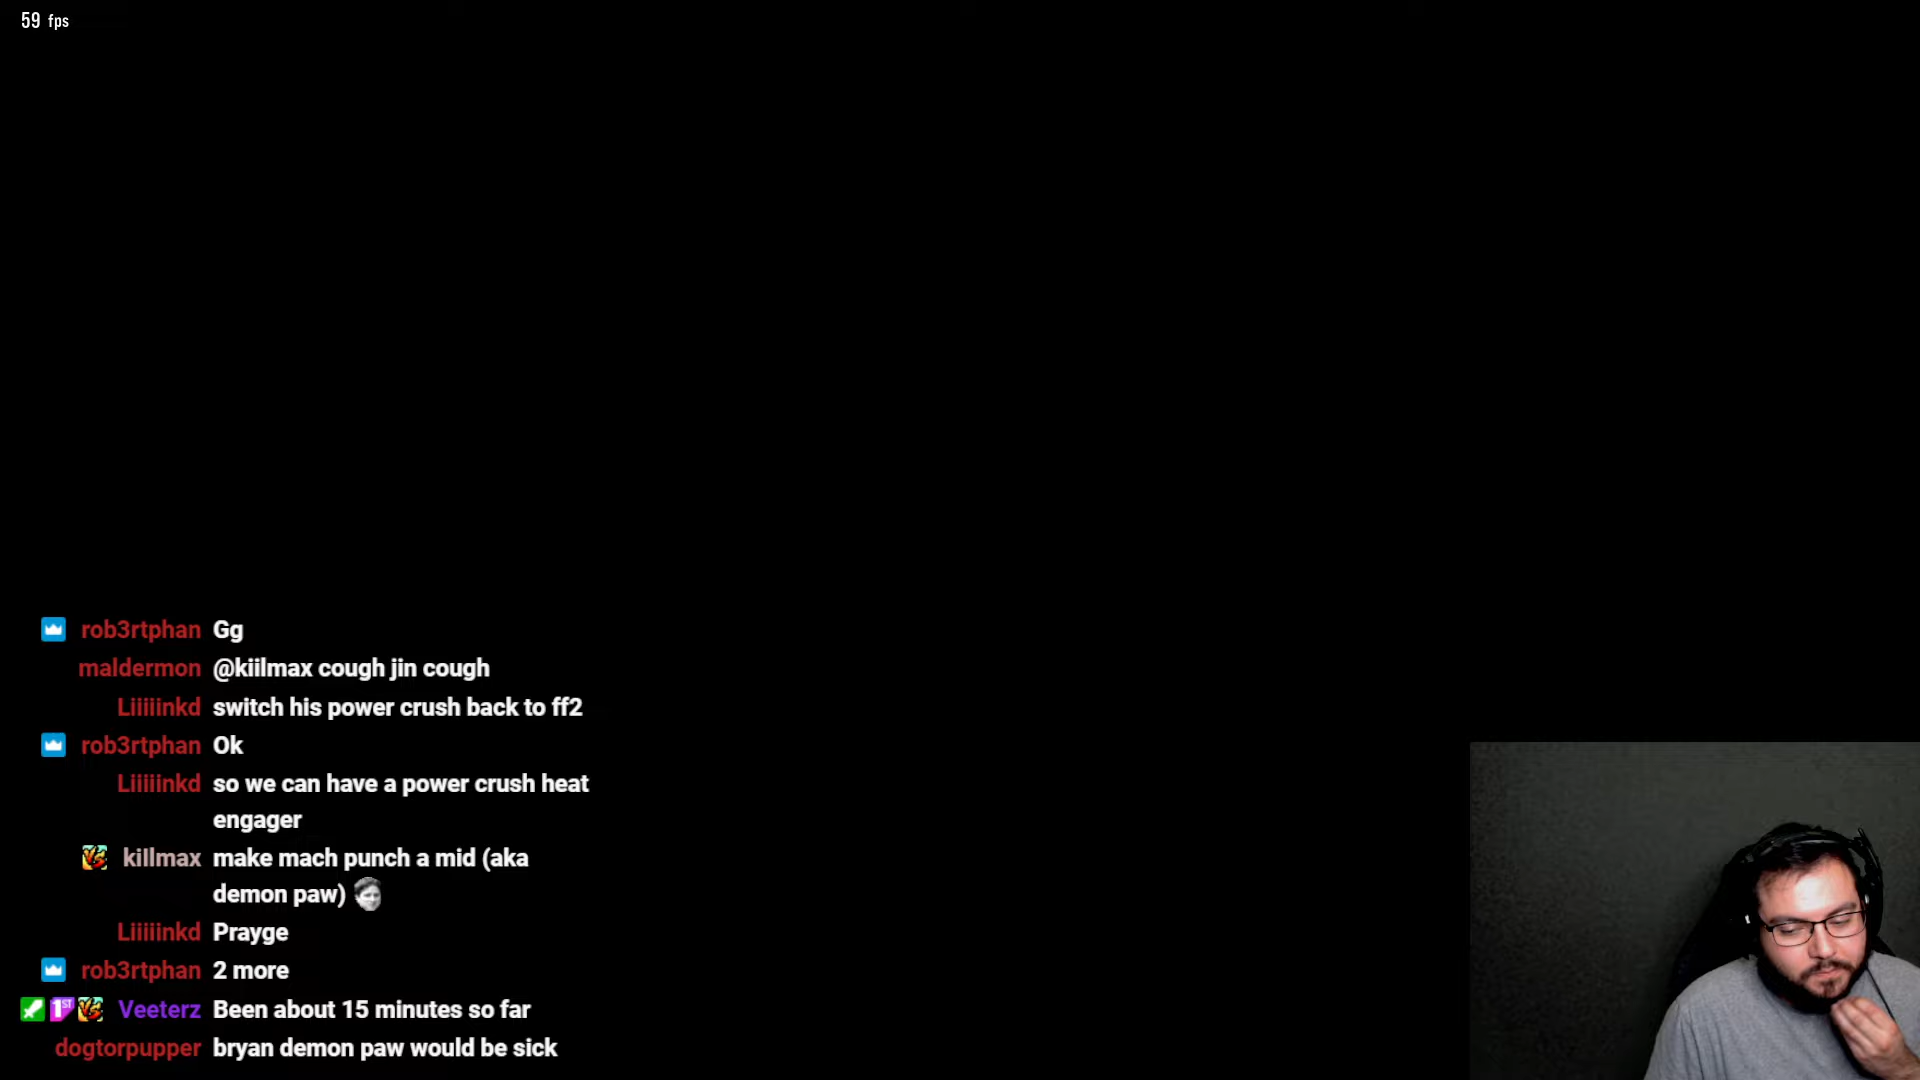 59 fps
rob3rtphan Gg
maldermon @kiilmax cough jin cough
Liiiiinkd switch his power crush back to ff2
rob3rtphan Ok
Liiiiinkd so we can have a power crush heat
engager
killmax make mach punch a mid (aka
demon paw)
Liiiiinkd Prayge
rob3rtphan 2 more
1ST VS Veeterz Been about 15 minutes so far
dogtorpupper bryan demon paw would be sick